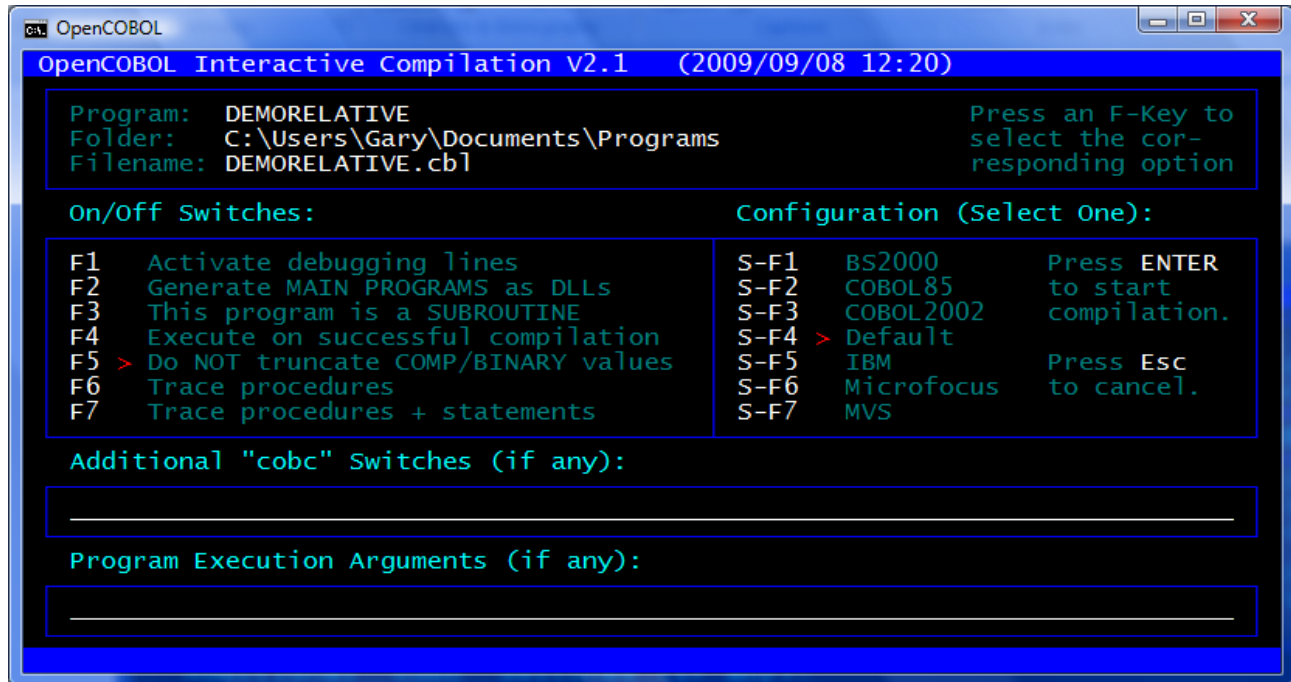 OpenCOBOL
OpenCOBOL Interactive Compilation V2.1 (2009/09/08 12:20)
Program: DEMORELATIVE Press an F-Key to
Folder: C:\Users\Gary\Documents\Programs select the cor-
Filename: DEMORELATIVE.cbl responding option
On/Off Switches: Configuration (Select One):
F1 Activate debugging lines S-F1 BS2000 Press ENTER
F2 Generate MAIN PROGRAMS as DLLs S-F2 COBOL85 to start
F3 This program is a SUBROUTINE S-F3 COBOL2002 compilation.
F4 Execute on successful compilation S-F4 > Default
F5 > Do NOT truncate COMP/BINARY values S-F5 IBM Press Esc
F6 Trace procedures S-F6 Microfocus to cancel.
F7 Trace procedures + statements S-F7 MVS
Additional "cobc" Switches (if any):
Program Execution Arguments (if any):